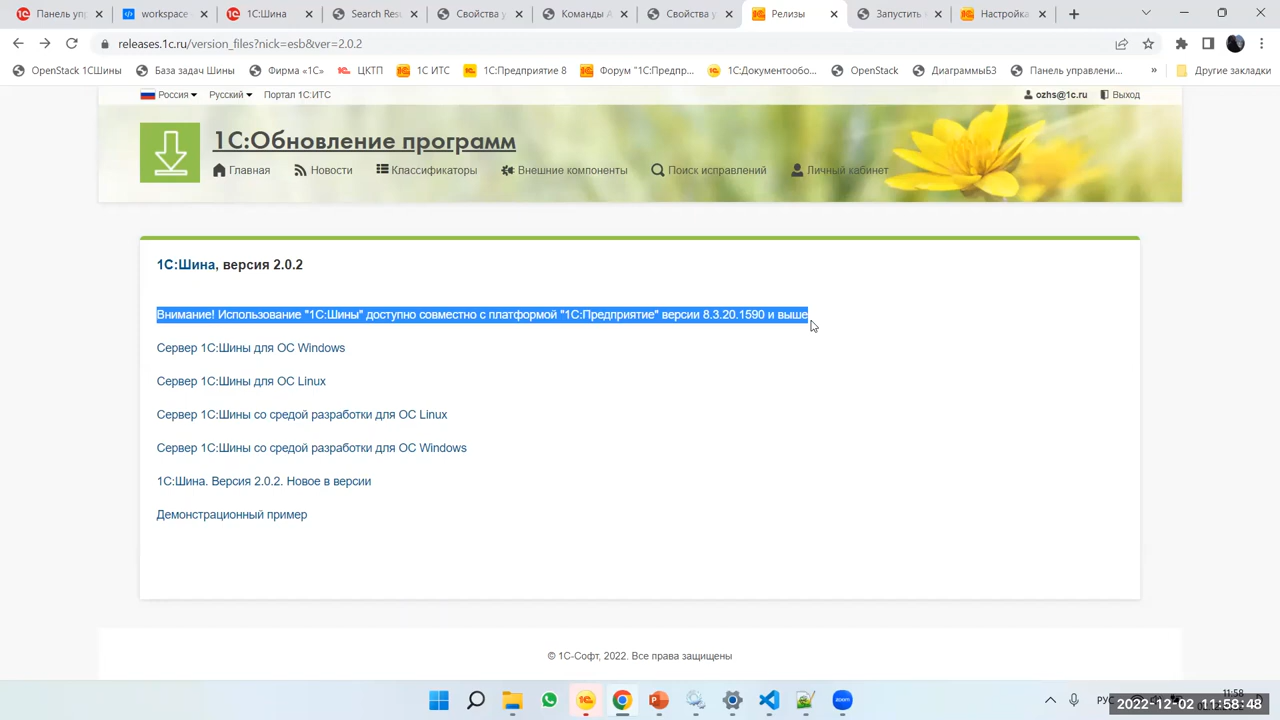 Панель уп
workspace
1С:Шина
Search Res
Свойства у
Команды А
Свойства у
Релизы
Запустить
Настройка
releases.1c.ru/version_files?nick=esb&ver=2.0.2
OpenStack 1СШины
База задач Шины
Фирма «1С»
ЦКТП
1С ИТС
1С:Предприятие 8
Форум "1С:Предпр...
1С:Документообо...
OpenStack
ДиаграммыБЗ
Панель управлени...
»
Другие закладки
Россия
Русский
Портал 1С:ИТС
ozhs@1c.ru
Выход
1С:Обновление программ
Главная
Новости
Классификаторы
Внешние компоненты
Поиск исправлений
Личный кабинет
1С:Шина, версия 2.0.2
Внимание! Использование "1С:Шины" доступно совместно с платформой "1С:Предприятие" версии 8.3.20.1590 и выше
Сервер 1С:Шины для ОС Windows
Сервер 1С:Шины для ОС Linux
Сервер 1С:Шины со средой разработки для ОС Linux
Сервер 1С:Шины со средой разработки для ОС Windows
1С:Шина. Версия 2.0.2. Новое в версии
Демонстрационный пример
© 1С-Софт, 2022. Все права защищены
zoom
РУС
11:58
2022-12-02 11:58:48